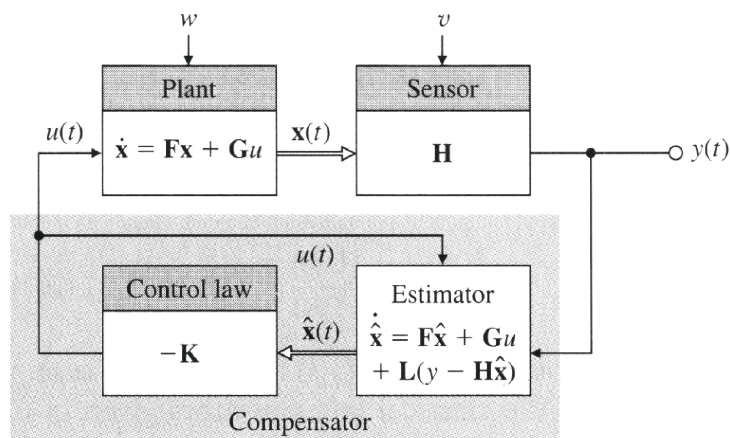 w
v
Plant
Sensor
u(t)
ẋ = Fx + Gu
x(t)
H
y(t)
u(t)
Control law
Estimator
−K
x̂(t)
x̂̇ = Fx̂ + Gu
+ L(y − Hx̂)
Compensator